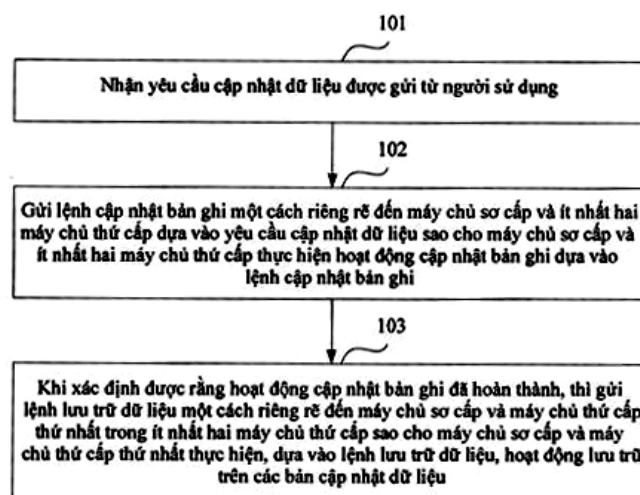 101
Nhận yêu cầu cập nhật dữ liệu được gửi từ người sử dụng
102
Gửi lệnh cập nhật bản ghi một cách riêng rẽ đến máy chủ sơ cấp và ít nhất hai
máy chủ thứ cấp dựa vào yêu cầu cập nhật dữ liệu sao cho máy chủ sơ cấp và
ít nhất hai máy chủ thứ cấp thực hiện hoạt động cập nhật bản ghi dựa vào
lệnh cập nhật bản ghi
103
Khi xác định được rằng hoạt động cập nhật bản ghi đã hoàn thành, thì gửi
lệnh lưu trữ dữ liệu một cách riêng rẽ đến máy chủ sơ cấp và máy chủ thứ cấp
thứ nhất trong ít nhất hai máy chủ thứ cấp sao cho máy chủ sơ cấp và máy
chủ thứ cấp thứ nhất thực hiện, dựa vào lệnh lưu trữ dữ liệu, hoạt động lưu trữ
trên các bản cập nhật dữ liệu